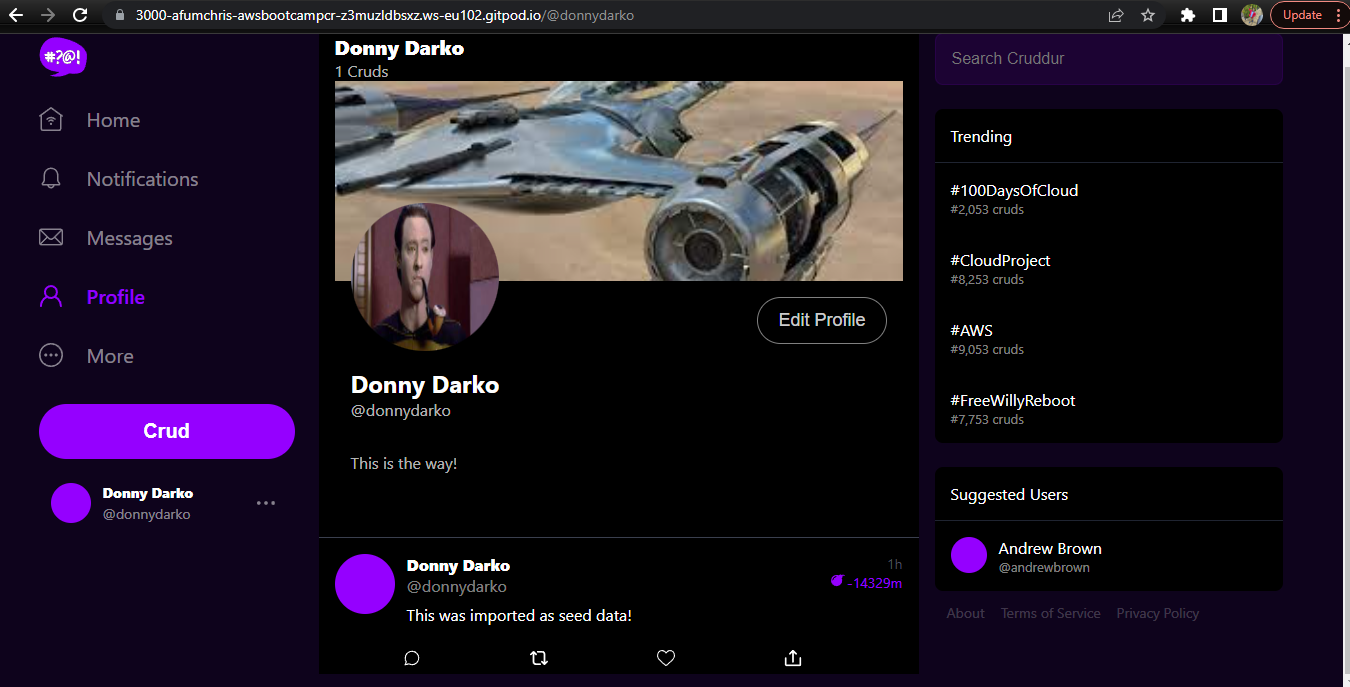 3000-afumchris-awsbootcampcr-z3muzldbsxz.ws-eu102.gitpod.io/@donnydarko
Update
#?@!
Home
Notifications
Messages
Profile
More
Crud
Donny Darko
@donnydarko
Donny Darko
1 Cruds
Edit Profile
Donny Darko
@donnydarko
This is the way!
Donny Darko
@donnydarko
1h
-14329m
This was imported as seed data!
Search Cruddur
Trending
#100DaysOfCloud
#2,053 cruds
#CloudProject
#8,253 cruds
#AWS
#9,053 cruds
#FreeWillyReboot
#7,753 cruds
Suggested Users
Andrew Brown
@andrewbrown
About Terms of Service Privacy Policy